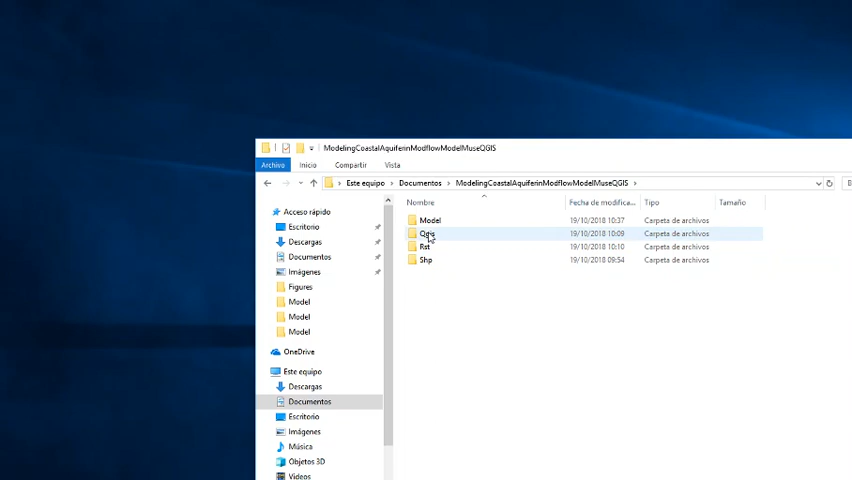 ModelingCoastalAquiferinModflowModelMuseQGIS
Archivo Inicio Compartir Vista
Este equipo Documentos ModelingCoastalAquiferinModflowModelMuseQGIS
Nombre Fecha de modifica... Tipo Tamaño
Acceso rápido
Escritorio
Descargas
Documentos
Imágenes
Figures
Model
Model
Model
OneDrive
Este equipo
Descargas
Documentos
Escritorio
Imágenes
Música
Objetos 3D
Vídeos
Model 19/10/2018 10:37 Carpeta de archivos
Qgis 19/10/2018 10:09 Carpeta de archivos
Rst 19/10/2018 10:10 Carpeta de archivos
Shp 19/10/2018 09:54 Carpeta de archivos